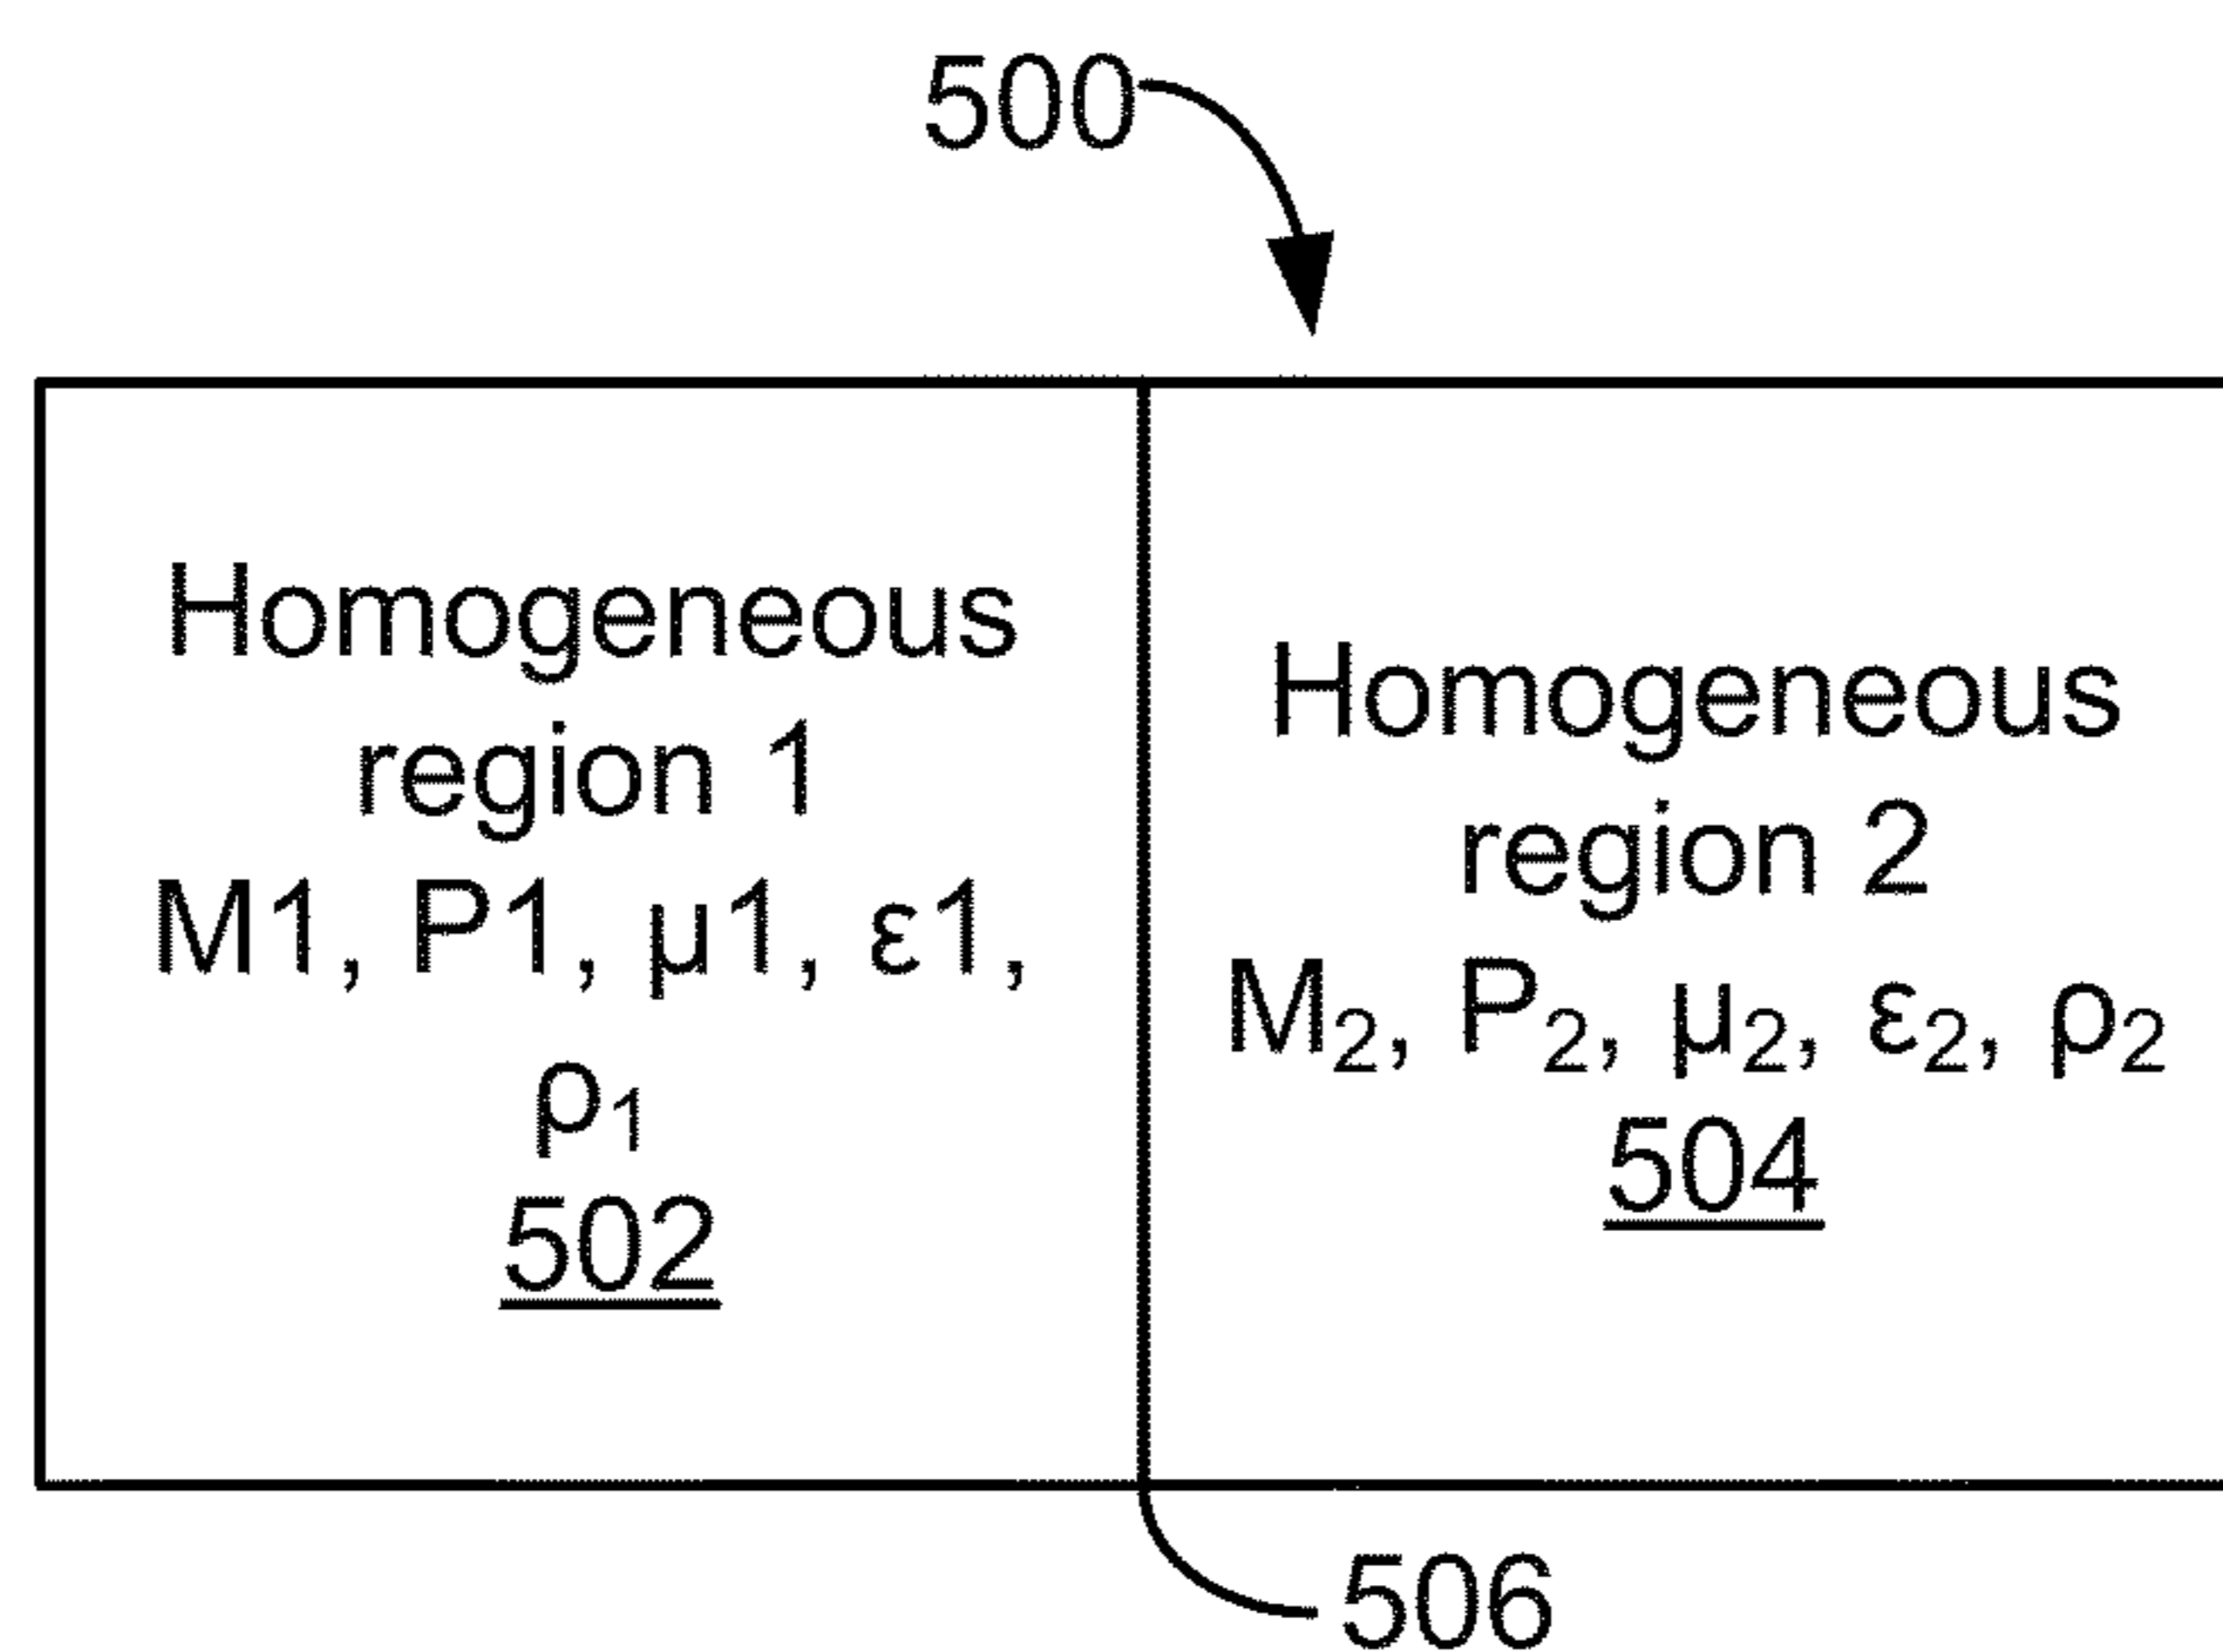 500
Homogeneous
region 1
M1, P1, μ1, ε1,
ρ₁
502
Homogeneous
region 2
M₂, P₂, μ₂, ε₂, ρ₂
504
506